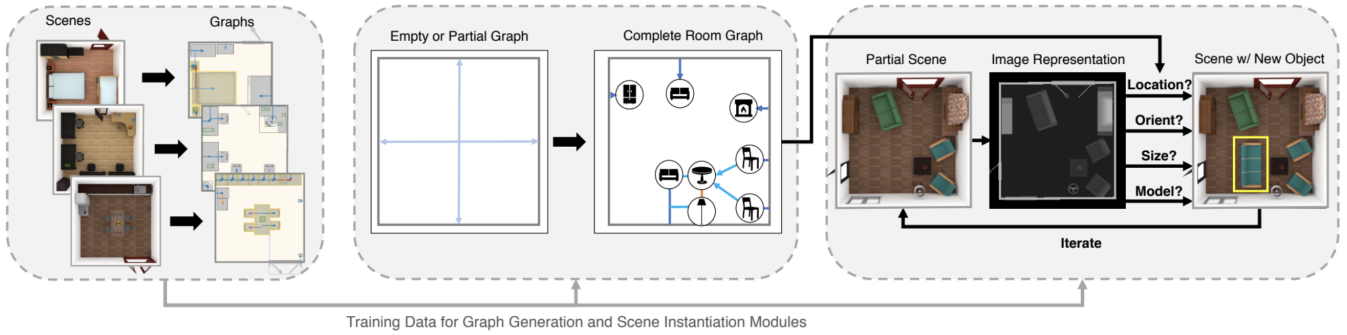 Scenes
Graphs
Empty or Partial Graph
Complete Room Graph
Partial Scene
Image Representation
Scene w/ New Object
Location?
Orient?
Size?
Model?
Iterate
Training Data for Graph Generation and Scene Instantiation Modules